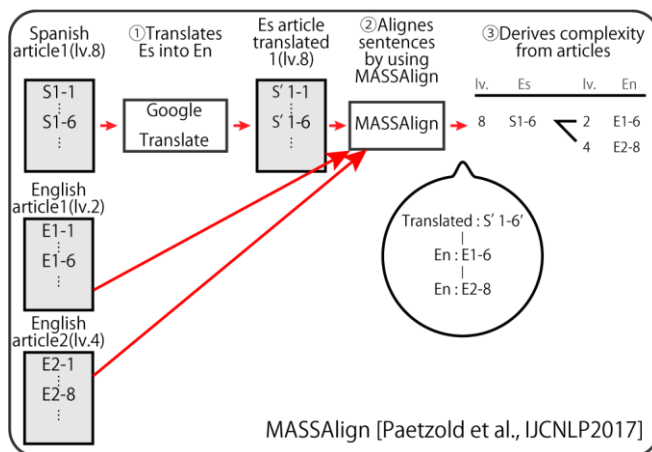 Spanish
article1(lv.8)
S1-1
S1-6
①Translates
Es into En
Google
Translate
Es article
translated
1(lv.8)
S' 1-1
S' 1-6
②Alignes
sentences
by using
MASSAlign
MASSAlign
③Derives complexity
from articles
lv. Es lv. En
8 S1-6 2 E1-6
4 E2-8
English
article1(lv.2)
E1-1
E1-6
English
article2(lv.4)
E2-1
E2-8
Translated : S' 1-6'
En : E1-6
En : E2-8
MASSAlign [Paetzold et al., IJCNLP2017]